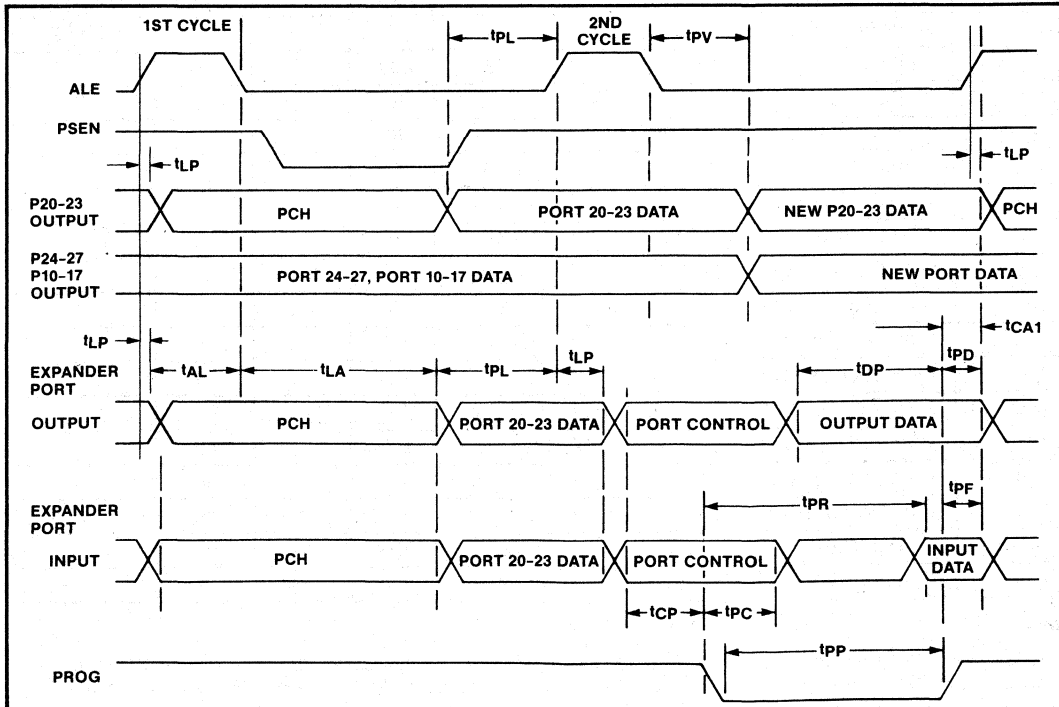 1ST CYCLE
2ND
CYCLE
tPL
tPV
ALE
PSEN
tLP
tLP
P20-23
OUTPUT
PCH
PORT 20-23 DATA
NEW P20-23 DATA
PCH
P24-27
P10-17
OUTPUT
PORT 24-27, PORT 10-17 DATA
NEW PORT DATA
tLP
tCA1
tAL
tLA
tPL
tLP
tDP
tPD
EXPANDER
PORT
OUTPUT
PCH
PORT 20-23 DATA
PORT CONTROL
OUTPUT DATA
tPR
tPF
EXPANDER
PORT
INPUT
PCH
PORT 20-23 DATA
PORT CONTROL
INPUT
DATA
tCP
tPC
tPP
PROG